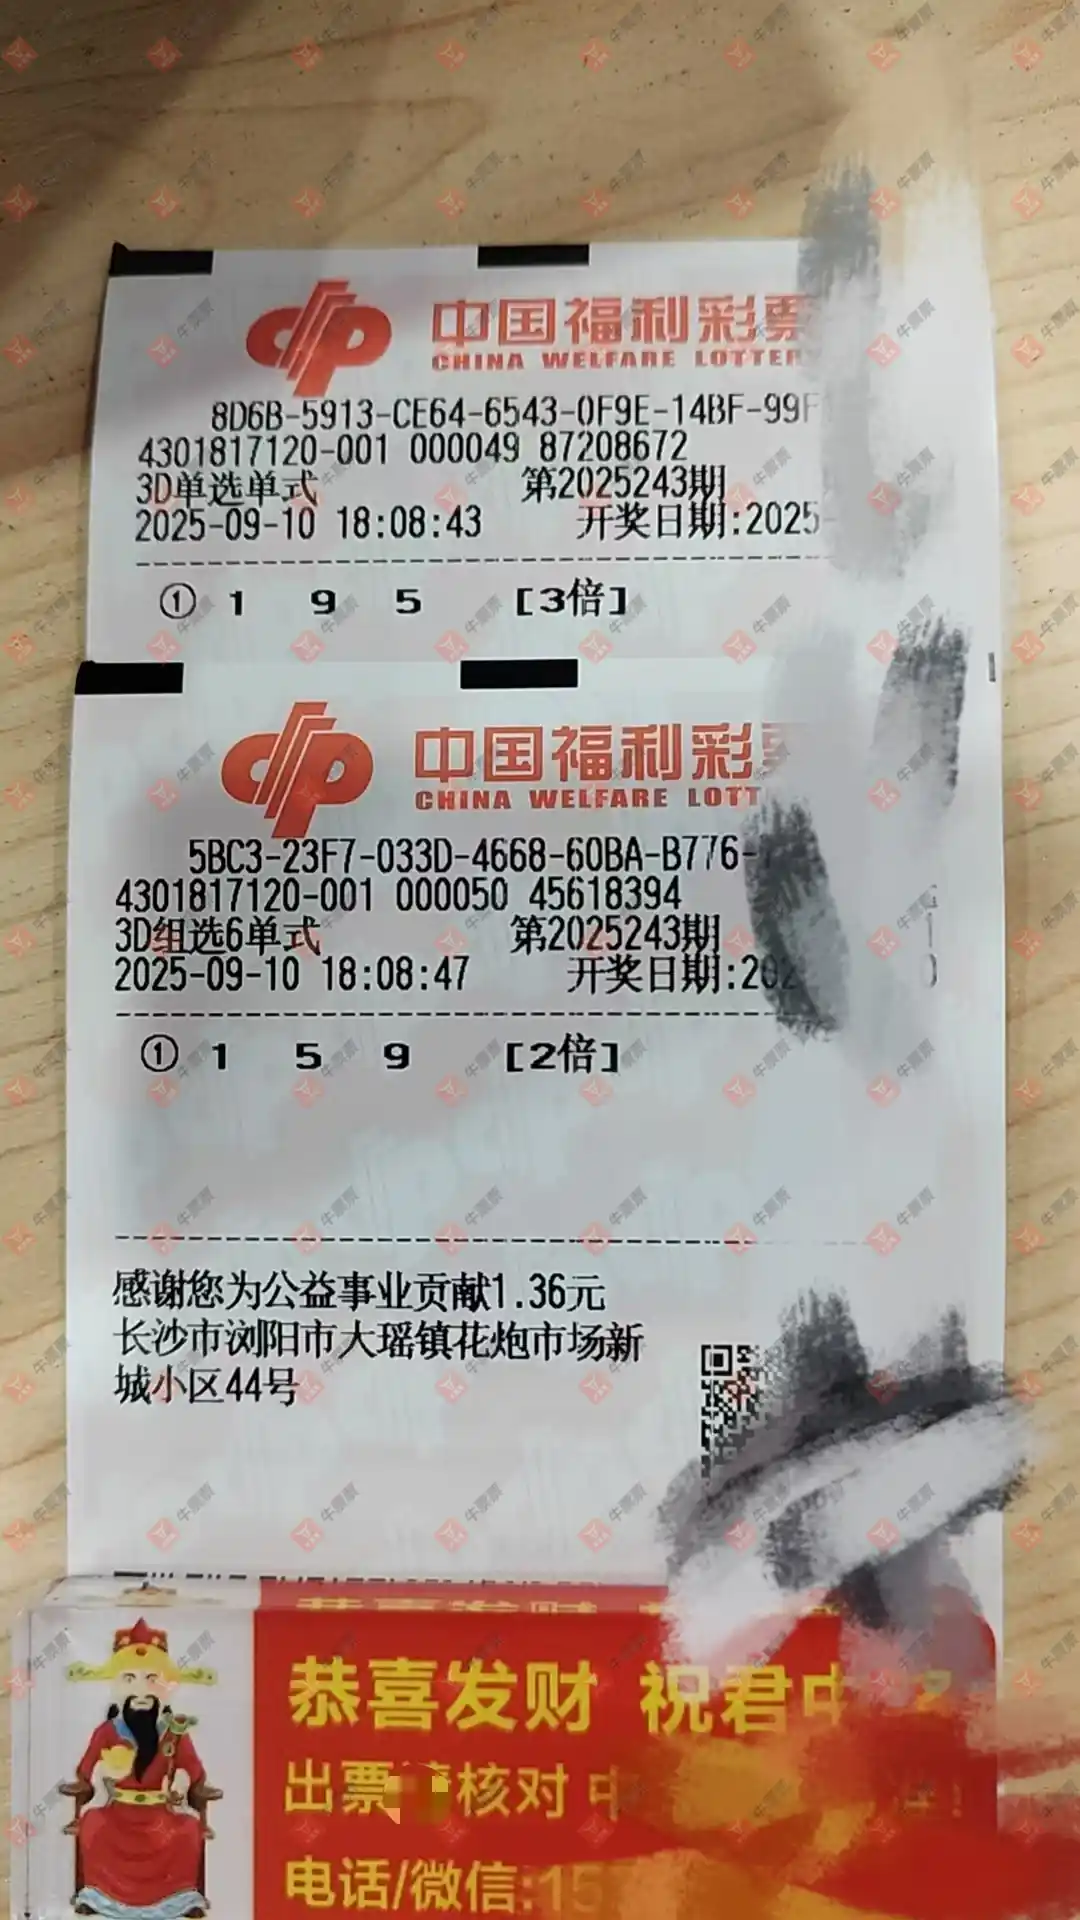 中国福利彩票
CHINA WELFARE LOTTERY
8D6B-5913-CE64-6543-0F9E-14BF-99F
4301817120-001 000049 87208672
3D单选单式 第2025243期
2025-09-10 18:08:43 开奖日期:2025-
① 1 9 5 [3倍]
中国福利彩票
CHINA WELFARE LOTT
5BC3-23F7-033D-4668-60BA-B776-
4301817120-001 000050 45618394
3D组选6单式 第2025243期
2025-09-10 18:08:47 开奖日期:202
① 1 5 9 [2倍]
感谢您为公益事业贡献1.36元
长沙市浏阳市大瑶镇花炮市场新
城小区44号
恭喜发财 祝君中
出票 核对
电话/微信:15
牛票票